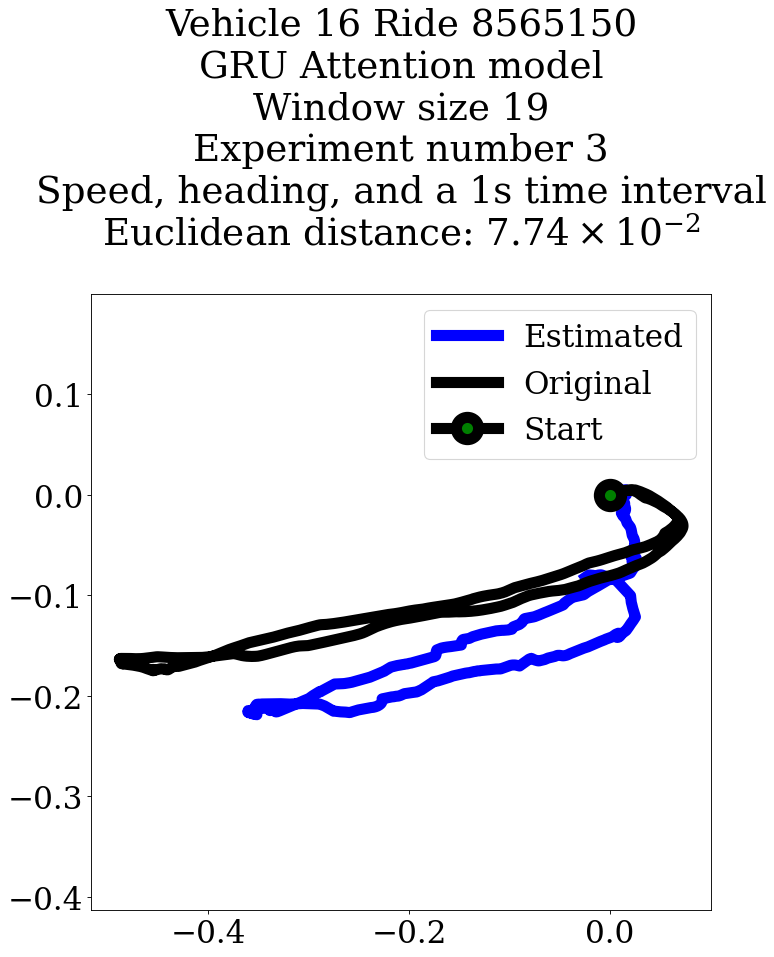 Vehicle 16 Ride 8565150
GRU Attention model
Window size 19
Experiment number 3
Speed, heading, and a 1s time interval
Euclidean distance: 7.74 × 10⁻²
Estimated
Original
Start
0.1
0.0
−0.1
−0.2
−0.3
−0.4
−0.4
−0.2
0.0